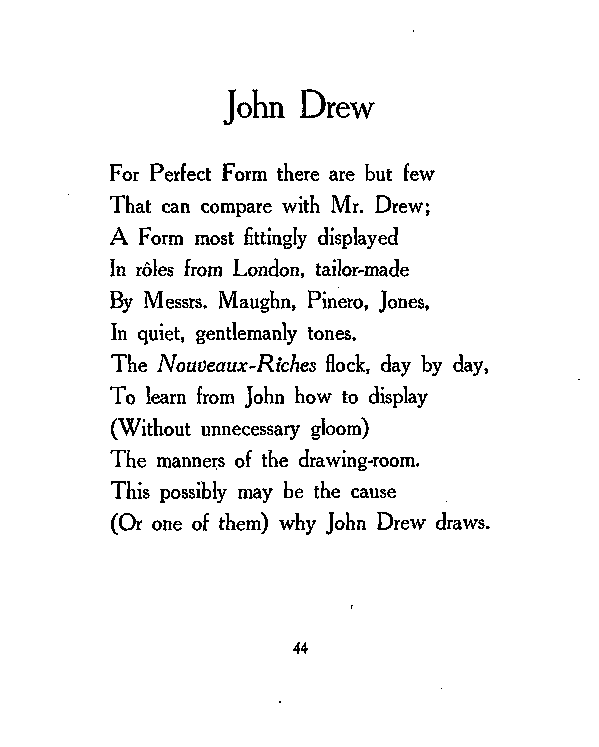 John Drew
For Perfect Form there are but few
That can compare with Mr. Drew;
A Form most fittingly displayed
In rôles from London, tailor-made
By Messrs. Maughn, Pinero, Jones,
In quiet, gentlemanly tones.
The Nouveaux-Riches flock, day by day,
To learn from John how to display
(Without unnecessary gloom)
The manners of the drawing-room.
This possibly may be the cause
(Or one of them) why John Drew draws.
44